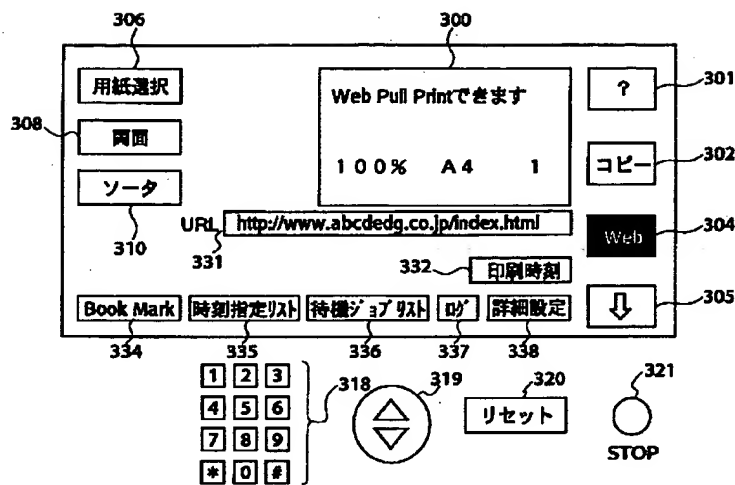 306
300
用紙選択
Web Pull Printできます
?
301
308
両面
302
100% A4 1
コピー
ソータ
310
URL http://www.abcdedg.co.jp/index.html
Web
304
331
332
印刷時刻
305
Book Mark
時刻指定リスト
待機ジョブリスト
ログ
詳細設定
334
335
336
337
338
1 2 3
318
319
320
321
4 5 6
リセット
7 8 9
STOP
* 0 #